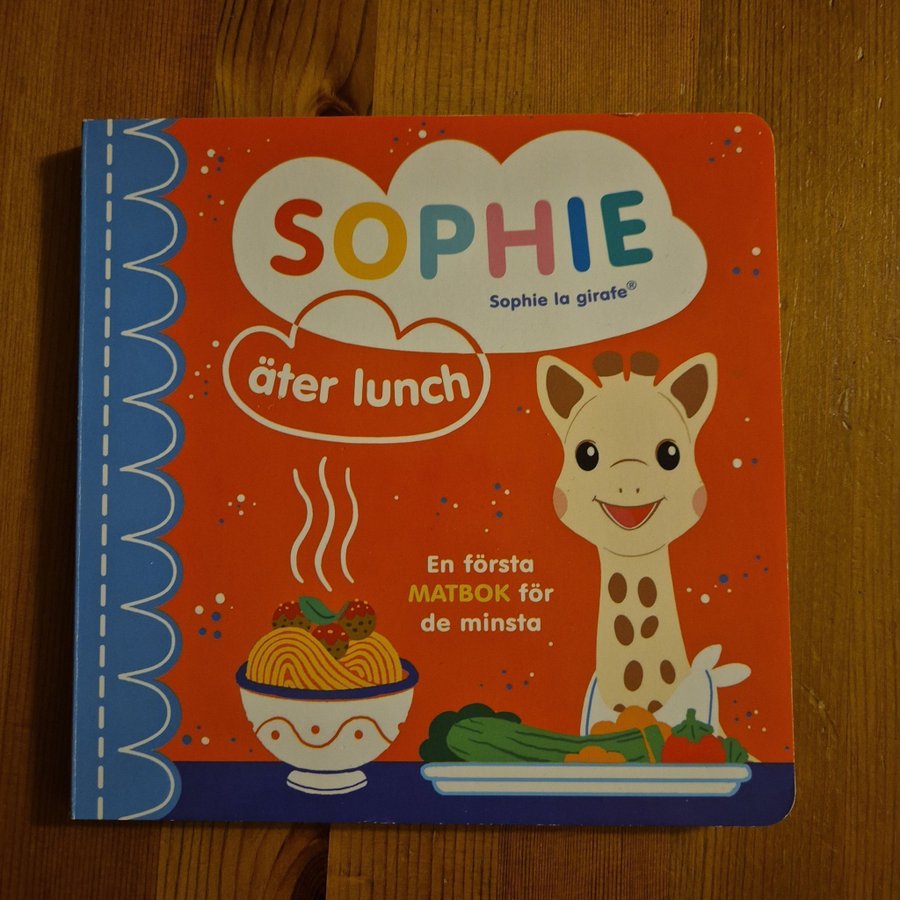 SOPHIE
Sophie la girafe®
äter lunch
En första
MATBOK för
de minsta